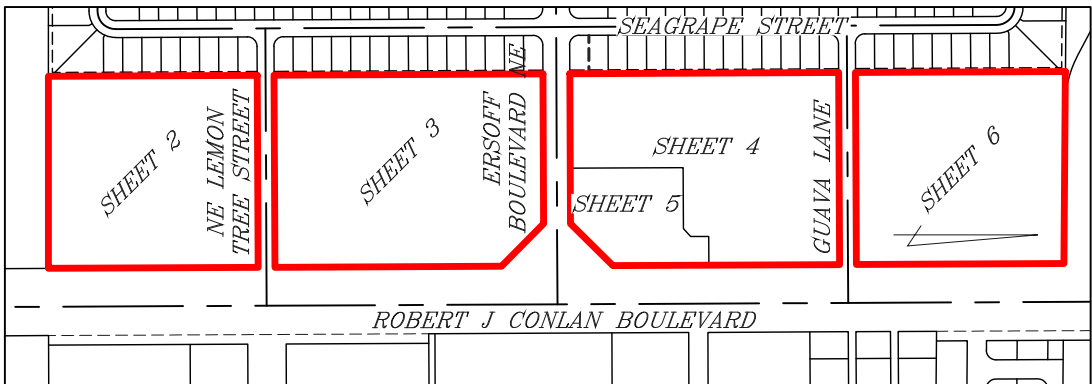 SEAGRAPE STREET
SHEET 2
NE LEMON
TREE STREET
SHEET 3
ERSOFF
BOULEVARD NE
SHEET 4
SHEET 5
GUAVA LANE
SHEET 6
ROBERT J CONLAN BOULEVARD